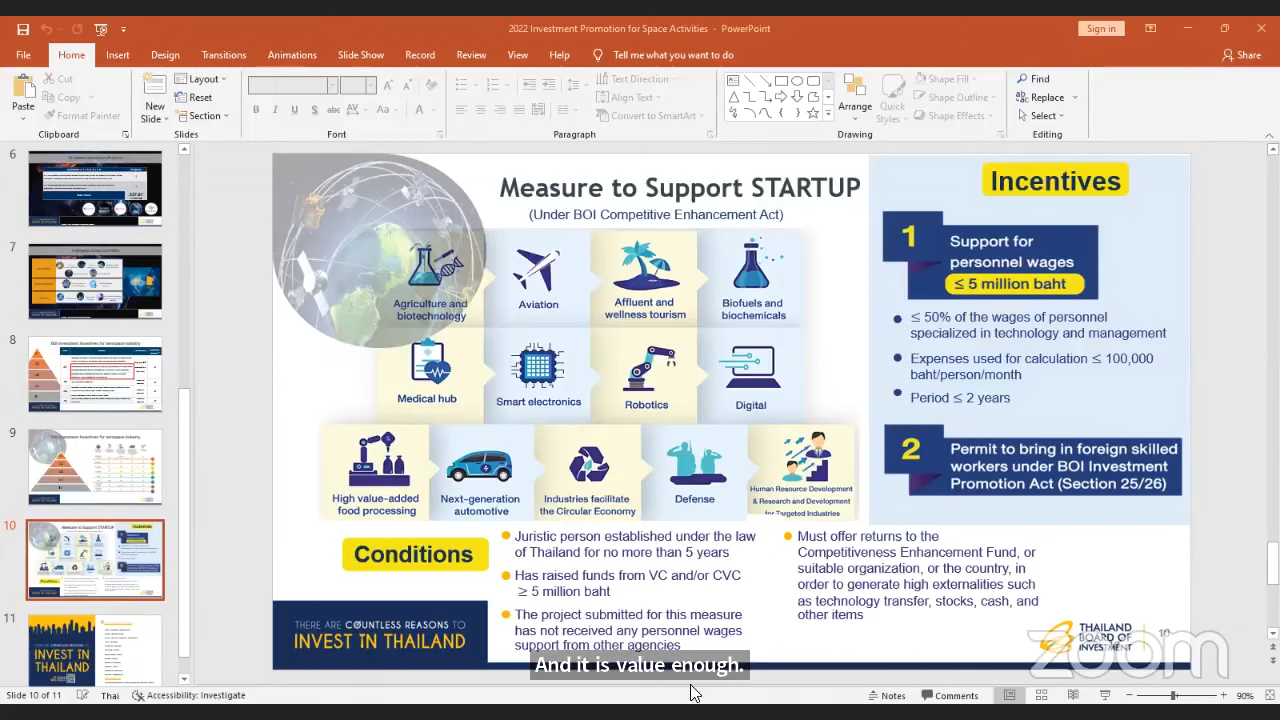 2022 Investment Promotion for Space Activities - PowerPoint
Sign in
File Home Insert Design Transitions Animations Slide Show Record Review View Help Tell me what you want to do Share
Paste
Cut
Copy
Format Painter
New
Slide
Layout
Reset
Section
Text Direction
Align Text
Convert to SmartArt
Arrange
Quick
Styles
Shape Fill
Shape Outline
Shape Effects
Find
Replace
Select
Clipboard Slides Font Paragraph Drawing Editing
6
7
8
9
10
11
INVEST IN
THAILAND
Measure to Support STARTUP
(Under BOI Competitive Enhancement Act)
Agriculture and
biotechnology
Aviation
Affluent and
wellness tourism
Biofuels and
biochemicals
Medical hub
Smart electronics
Robotics
Digital
High value-added
food processing
Next-generation
automotive
Industries facilitate
the Circular Economy
Defense
Human Resource Development
& Research and Development
for Targeted Industries
Incentives
1
Support for
personnel wages
≤ 5 million baht
≤ 50% of the wages of personnel
specialized in technology and management
Expenses used for calculation ≤ 100,000
baht/person/month
Period ≤ 2 years
2
Permit to bring in foreign skilled
workers under BOI Investment
Promotion Act (Section 25/26)
Conditions
Juristic person established under the law
of Thailand for no more than 5 years
Has raised funds from VC and/or CVC
≥ 5 million baht
The project submitted for this measure
has not received any personnel wages
support from other agencies
Must offer returns to the
Competitiveness Enhancement Fund, or
suitable organization, or the country, in
order to generate high externalities such
as technology transfer, stocks, cash, and
other items
THERE ARE COUNTLESS REASONS TO
INVEST IN THAILAND
THAILAND
BOARD OF
INVESTMENT
10
zoom
And it is value enough.
Slide 10 of 11 Thai Accessibility: Investigate Notes Comments 90%